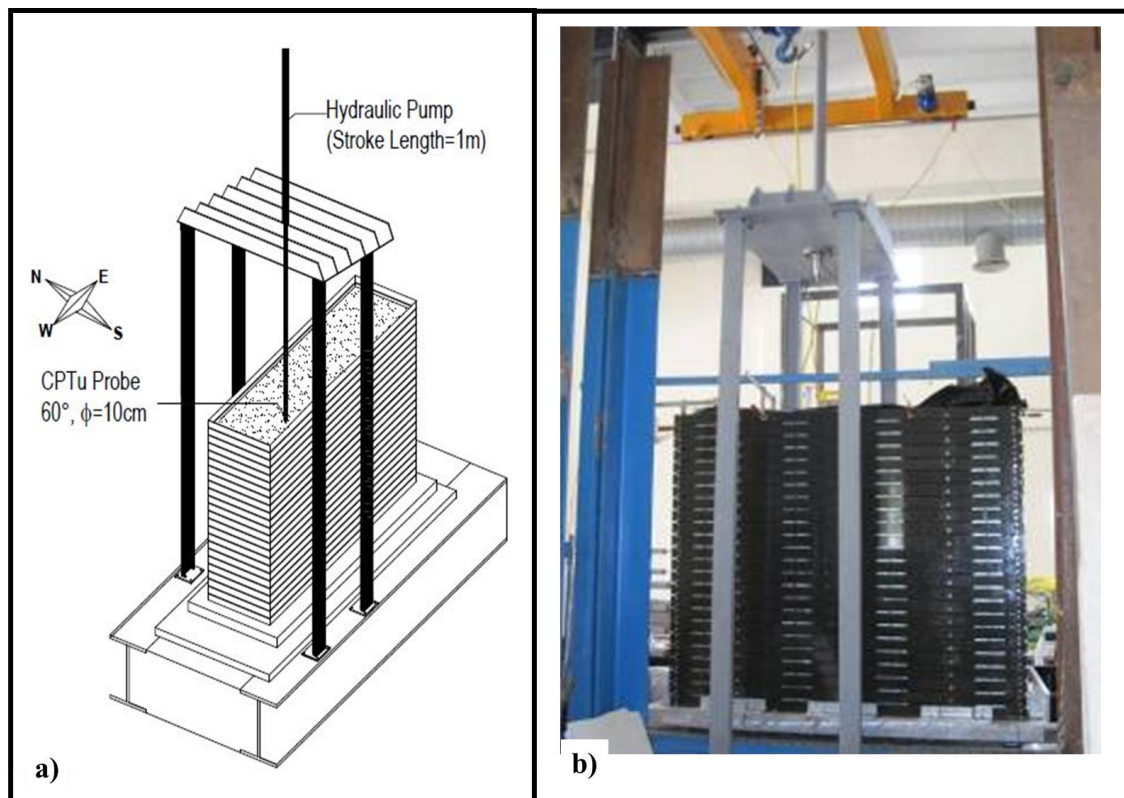 Hydraulic Pump
(Stroke Length=1m)
N
E
W
S
CPTu Probe
60°, ϕ=10cm
a)
b)